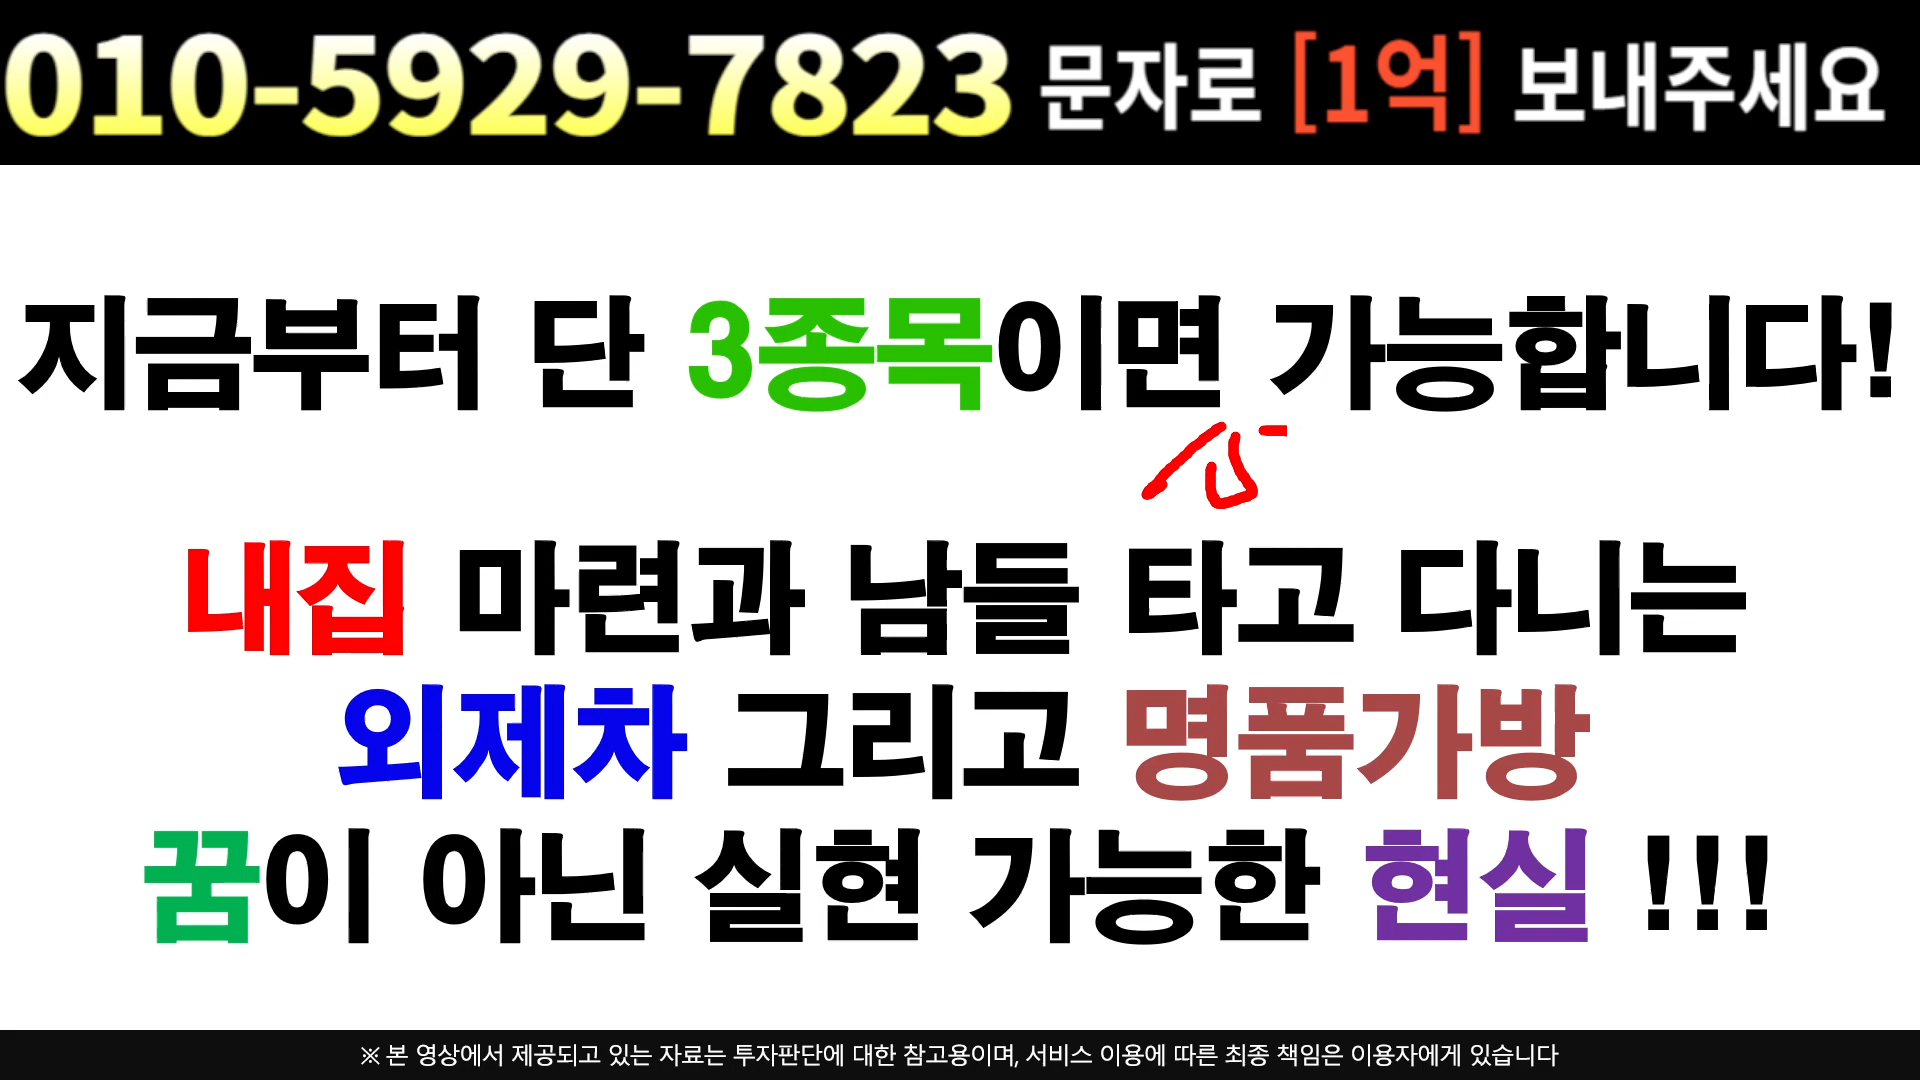 010-5929-7823 문자로 [1억] 보내주세요
지금부터 단 3종목이면 가능합니다!
내집 마련과 남들 타고 다니는
외제차 그리고 명품가방
꿈이 아닌 실현 가능한 현실 !!!
※ 본 영상에서 제공되고 있는 자료는 투자판단에 대한 참고용이며, 서비스 이용에 따른 최종 책임은 이용자에게 있습니다